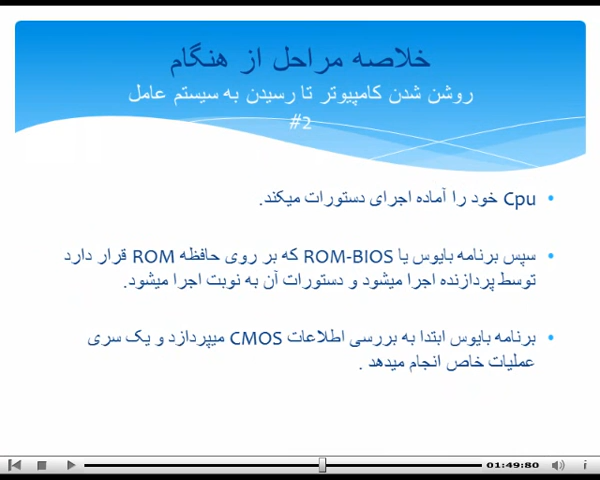 خلاصه مراحل از هنگام
روشن شدن کامپیوتر تا رسیدن به سیستم عامل
#2
• Cpu خود را آماده اجرای دستورات میکند.
• سپس برنامه بایوس یا ROM-BIOS که بر روی حافظه ROM قرار دارد
توسط پردازنده اجرا میشود و دستورات آن به نوبت اجرا میشود.
• برنامه بایوس ابتدا به بررسی اطلاعات CMOS میپردازد و یک سری
عملیات خاص انجام میدهد .
01:49:80
i